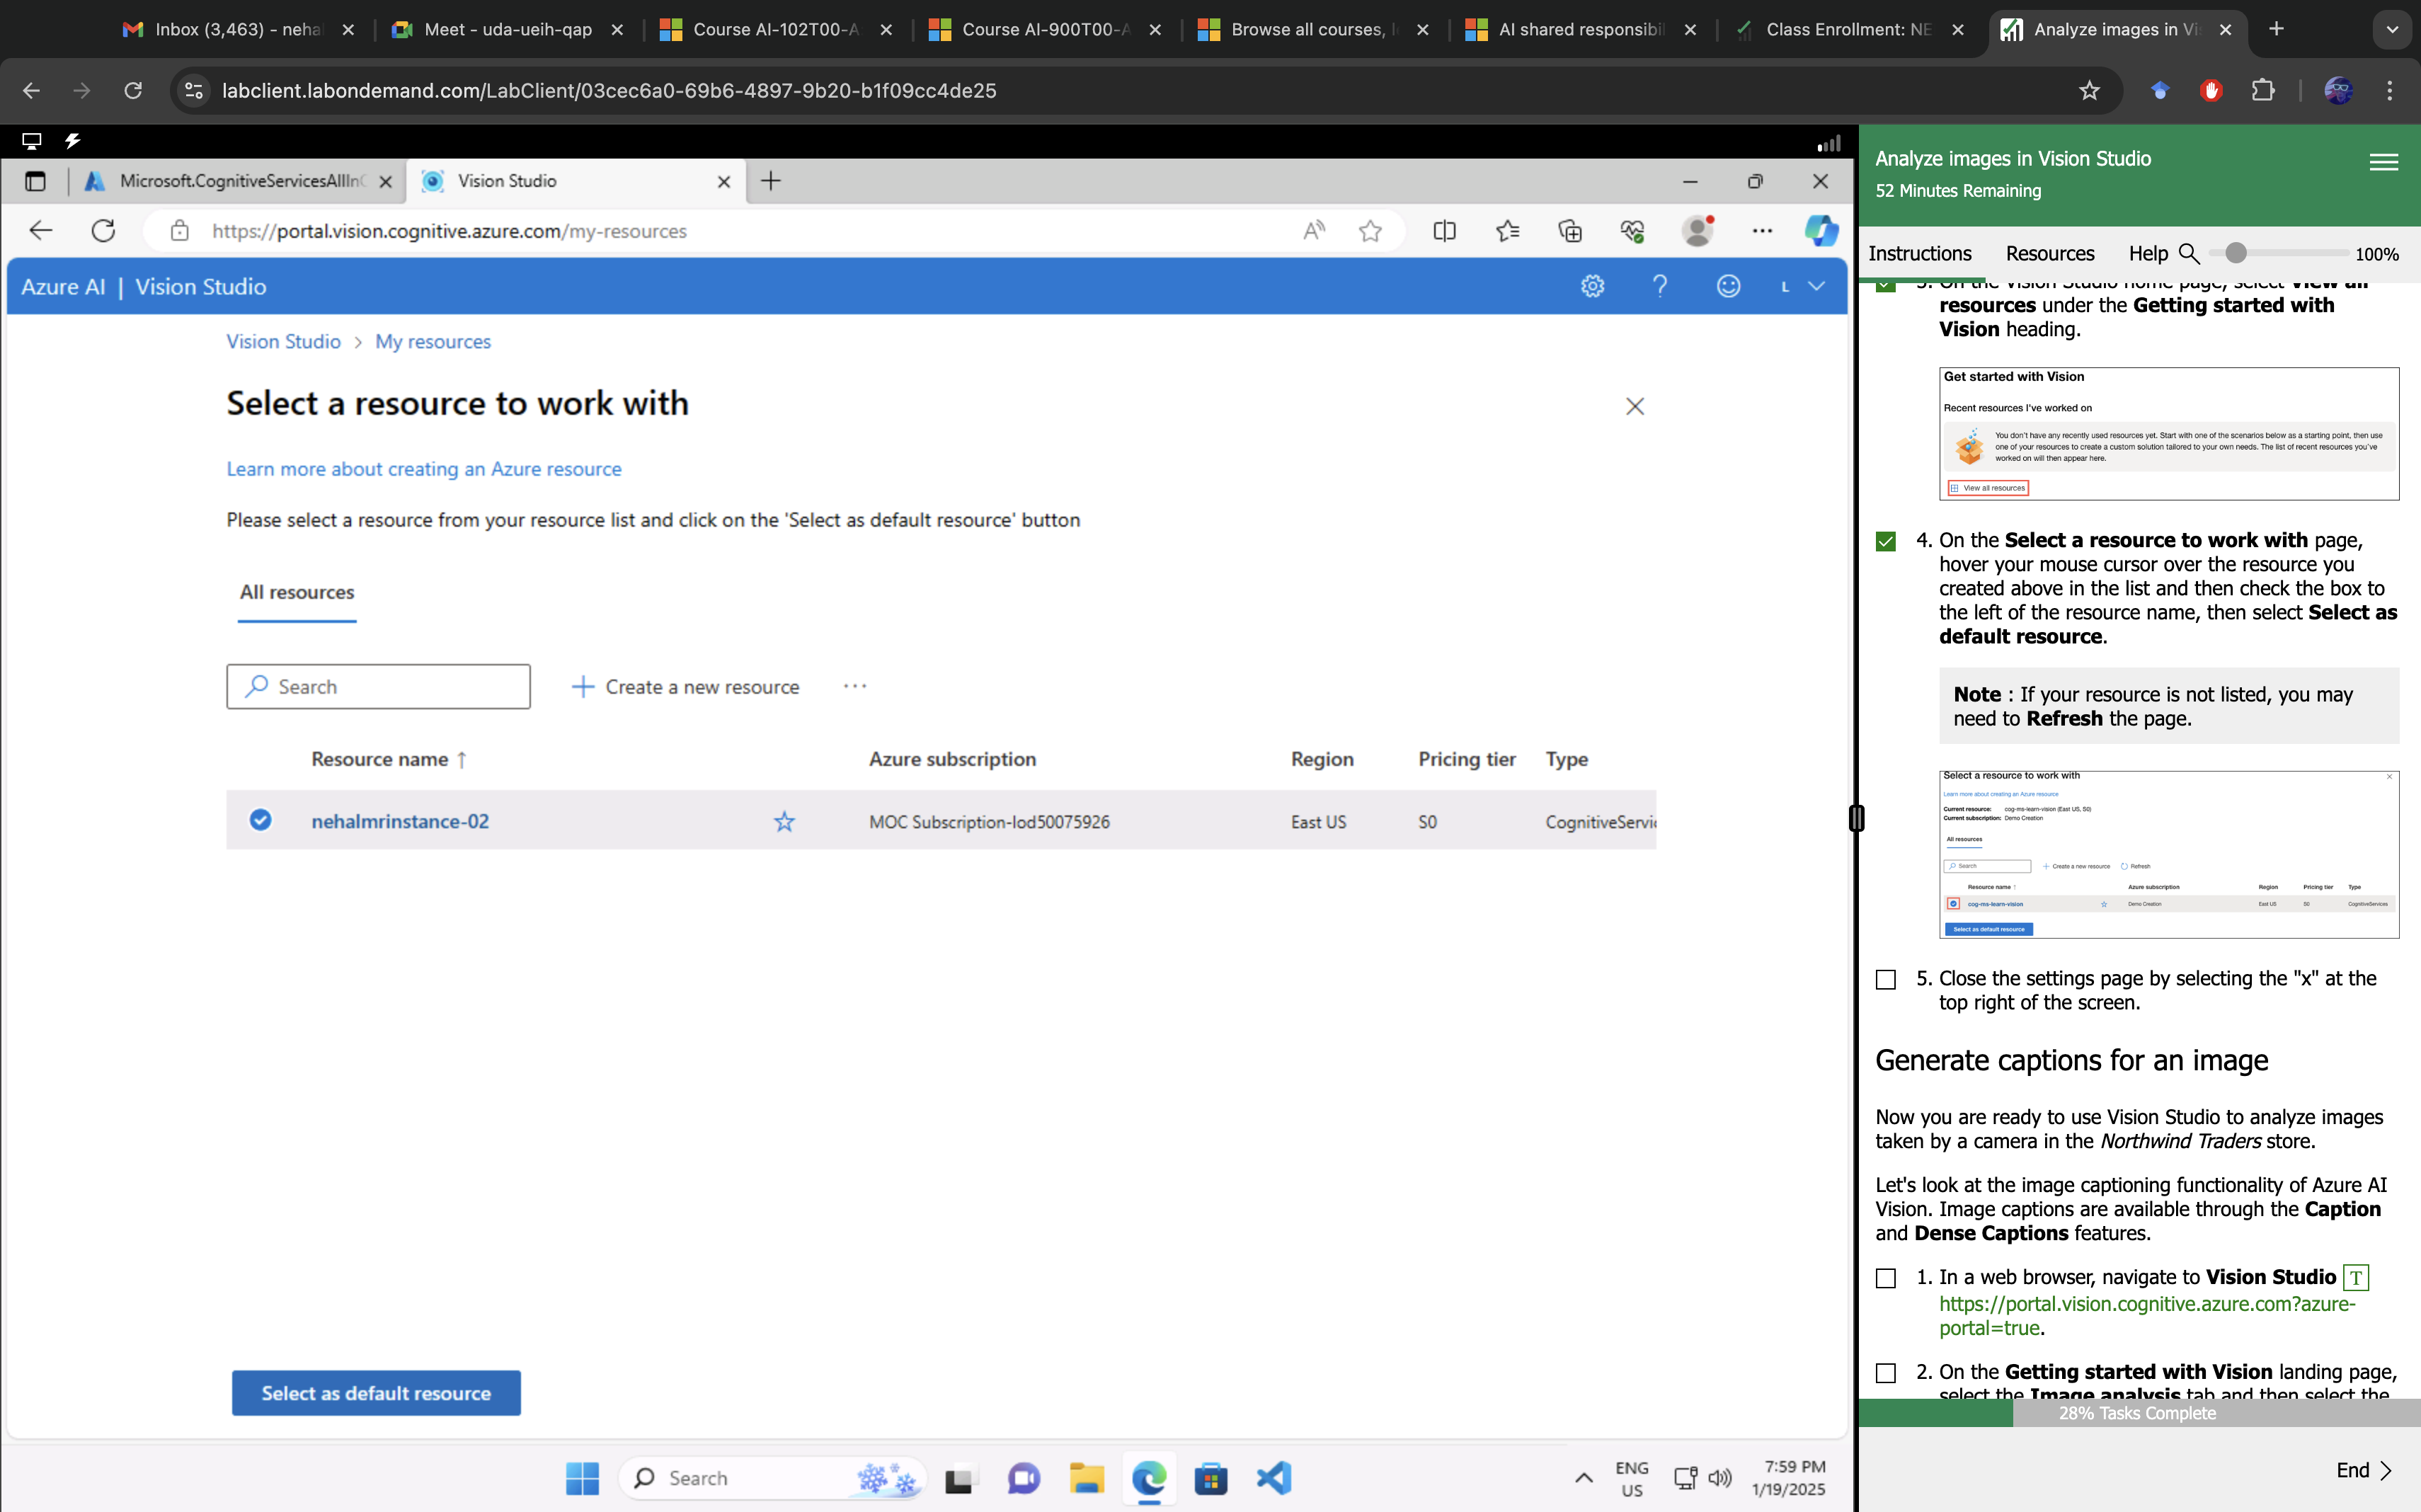 Inbox (3,463) - neha
Meet - uda-ueih-qap
Course AI-102T00-A
Course AI-900T00-A
Browse all courses, l
AI shared responsibil
Class Enrollment: NE
Analyze images in Vi
labclient.labondemand.com/LabClient/03cec6a0-69b6-4897-9b20-b1f09cc4de25
Microsoft.CognitiveServicesAllInC
Vision Studio
https://portal.vision.cognitive.azure.com/my-resources
Azure AI | Vision Studio
L
Vision Studio > My resources
Select a resource to work with
Learn more about creating an Azure resource
Please select a resource from your resource list and click on the 'Select as default resource' button
All resources
Search
Create a new resource
Resource name ↑ Azure subscription Region Pricing tier Type
nehalmrinstance-02 MOC Subscription-lod50075926 East US S0 CognitiveServic
Select as default resource
Search
ENG
US
7:59 PM
1/19/2025
Analyze images in Vision Studio
52 Minutes Remaining
Instructions Resources Help 100%
3. On the Vision Studio home page, select View all
resources under the Getting started with
Vision heading.
Get started with Vision
Recent resources I've worked on
You don't have any recently used resources yet. Start with one of the scenarios below as a starting point, then use
one of your resources to create a custom solution tailored to your own needs. The list of recent resources you've
worked on will then appear here.
View all resources
4. On the Select a resource to work with page,
hover your mouse cursor over the resource you
created above in the list and then check the box to
the left of the resource name, then select Select as
default resource.
Note : If your resource is not listed, you may
need to Refresh the page.
Select a resource to work with
Learn more about creating an Azure resource
Current resource: cog-ms-learn-vision (East US, S0)
Current subscription: Demo Creation
All resources
Search Create a new resource Refresh
Resource name ↑ Azure subscription Region Pricing tier Type
cog-ms-learn-vision Demo Creation East US S0 CognitiveServices
Select as default resource
5. Close the settings page by selecting the "x" at the
top right of the screen.
Generate captions for an image
Now you are ready to use Vision Studio to analyze images
taken by a camera in the Northwind Traders store.
Let's look at the image captioning functionality of Azure AI
Vision. Image captions are available through the Caption
and Dense Captions features.
1. In a web browser, navigate to Vision Studio T
https://portal.vision.cognitive.azure.com?azure-
portal=true.
2. On the Getting started with Vision landing page,
select the Image analysis tab and then select the
28% Tasks Complete
End